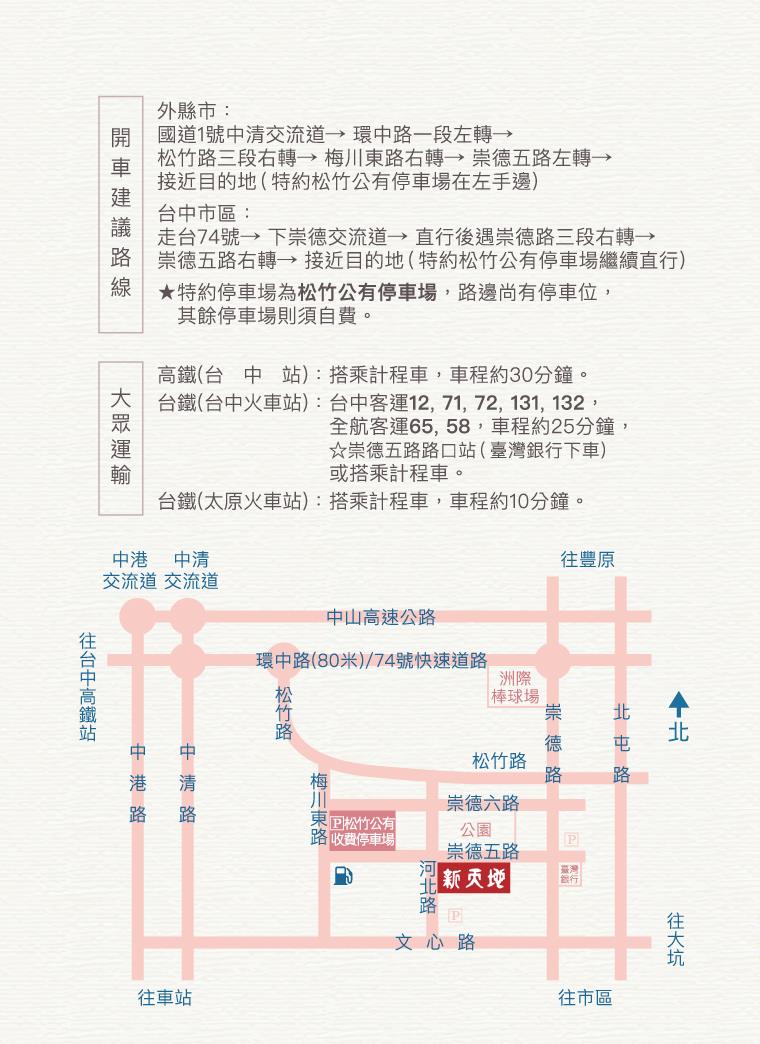 開車建議路線
外縣市：
國道1號中清交流道→ 環中路一段左轉→
松竹路三段右轉→ 梅川東路右轉→ 崇德五路左轉→
接近目的地（特約松竹公有停車場在左手邊）
台中市區：
走台74號→ 下崇德交流道→ 直行後遇崇德路三段右轉→
崇德五路右轉→ 接近目的地（特約松竹公有停車場繼續直行）
★特約停車場為松竹公有停車場，路邊尚有停車位，
其餘停車場則須自費。
大眾運輸
高鐵(台 中 站)：搭乘計程車，車程約30分鐘。
台鐵(台中火車站)：台中客運12, 71, 72, 131, 132，
全航客運65, 58，車程約25分鐘，
☆崇德五路路口站（臺灣銀行下車）
或搭乘計程車。
台鐵(太原火車站)：搭乘計程車，車程約10分鐘。
中港
交流道
中清
交流道
往豐原
中山高速公路
往台中高鐵站
環中路(80米)/74號快速道路
洲際
棒球場
松竹路
崇德路
北屯路
北
中港路
中清路
松竹路
梅川東路
崇德六路
P松竹公有
收費停車場
公園
P
崇德五路
河北路
新天地
臺灣
銀行
P
往大坑
文心路
往車站
往市區